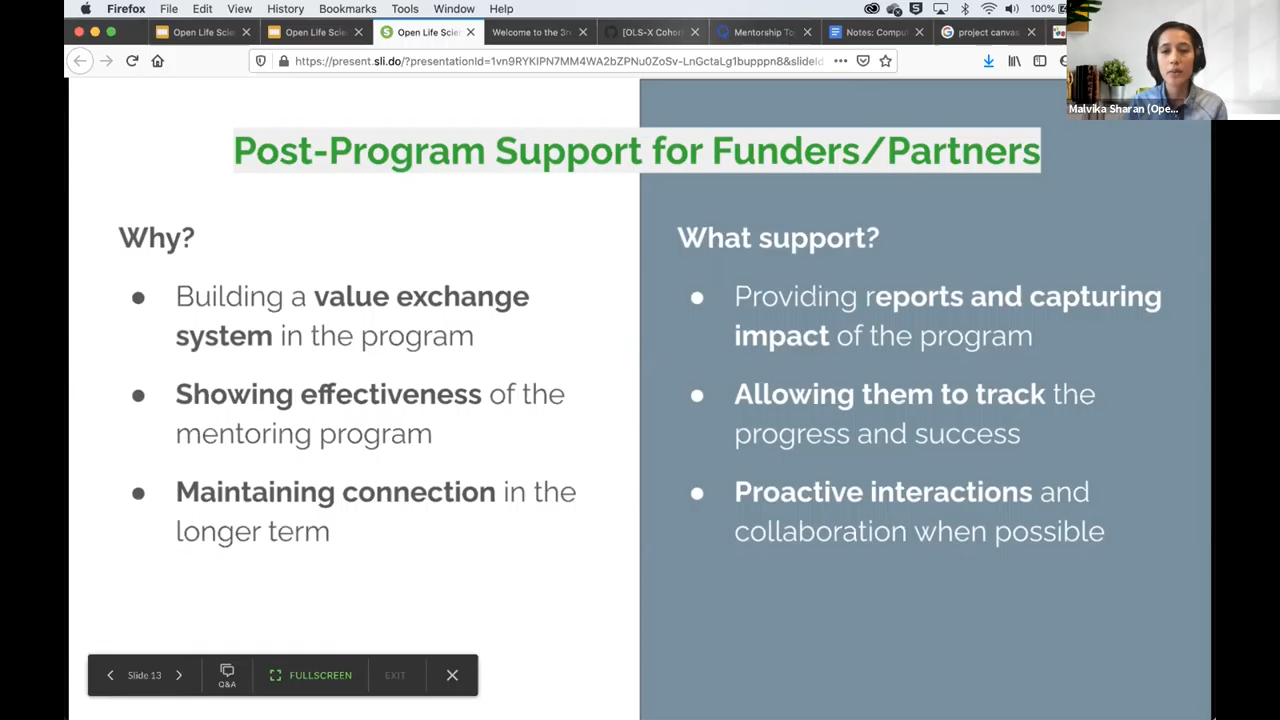 Firefox File Edit View History Bookmarks Tools Window Help 100%
Open Life Scie Open Life Scie Open Life Scie Welcome to the 3r [OLS-X Cohor Mentorship To Notes: Compu project canvas
https://present.sli.do/?presentationId=1vn9RYKIPN7MM4WA2bZPNu0ZoSv-LnGctaLg1bupppn8&slideId
Malvika Sharan (Ope...
Post-Program Support for Funders/Partners
Why?
Building a value exchange
system in the program
Showing effectiveness of the
mentoring program
Maintaining connection in the
longer term
What support?
Providing reports and capturing
impact of the program
Allowing them to track the
progress and success
Proactive interactions and
collaboration when possible
Slide 13
Q&A
FULLSCREEN
EXIT